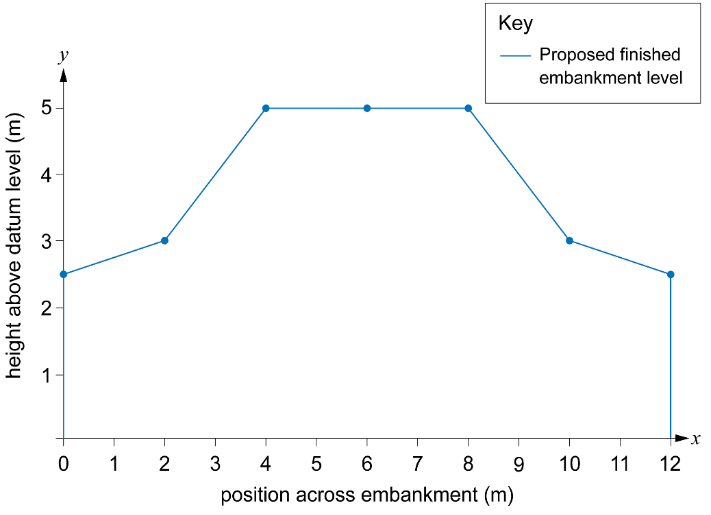 Key
Proposed finished
embankment level
y
height above datum level (m)
5
4
3
2
1
0 1 2 3 4 5 6 7 8 9 10 11 12
x
position across embankment (m)